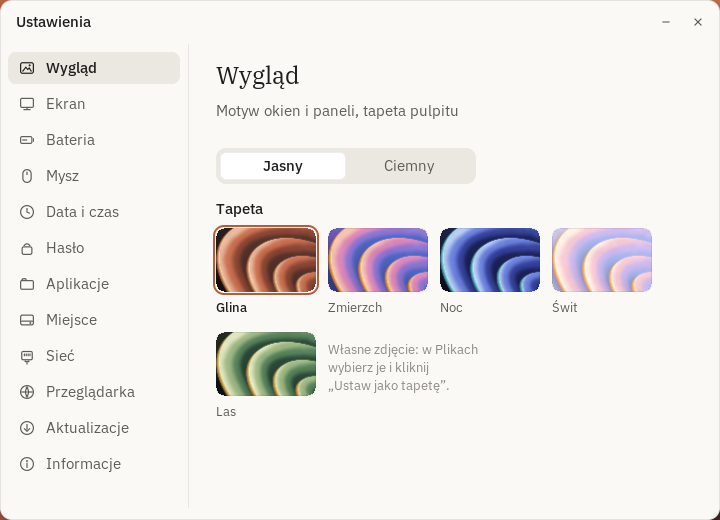 Ustawienia
Wygląd
Ekran
Bateria
Mysz
Data i czas
Hasło
Aplikacje
Miejsce
Sieć
Przeglądarka
Aktualizacje
Informacje
Wygląd
Motyw okien i paneli, tapeta pulpitu
Jasny
Ciemny
Tapeta
Glina
Zmierzch
Noc
Świt
Własne zdjęcie: w Plikach
wybierz je i kliknij
„Ustaw jako tapetę”.
Las